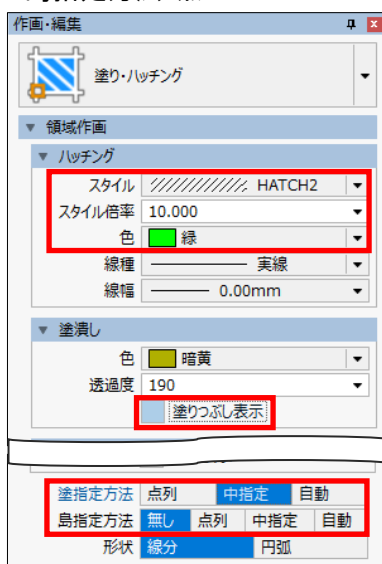 作画・編集
塗り・ハッチング
領域作画
ハッチング
スタイル HATCH2
スタイル倍率 10.000
色 緑
線種 実線
線幅 0.00mm
塗潰し
色 暗黄
透過度 190
塗りつぶし表示
塗指定方法 点列 中指定 自動
島指定方法 無し 点列 中指定 自動
形状 線分 円弧